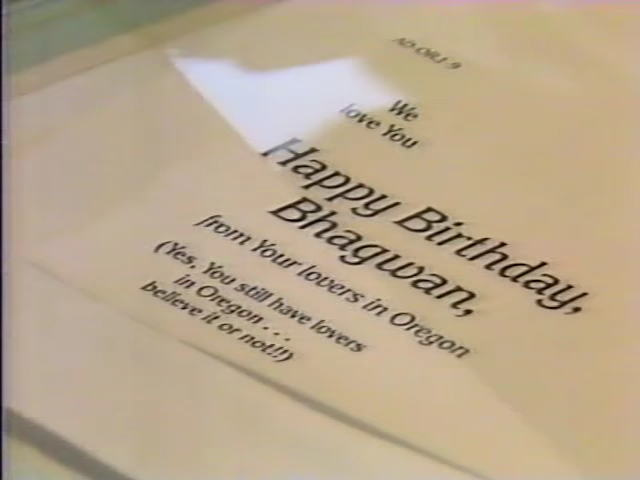 AD-ORJ 9
We
love You
Happy Birthday,
Bhagwan,
from Your lovers in Oregon
(Yes, You still have lovers
in Oregon . . .
believe it or not!!)